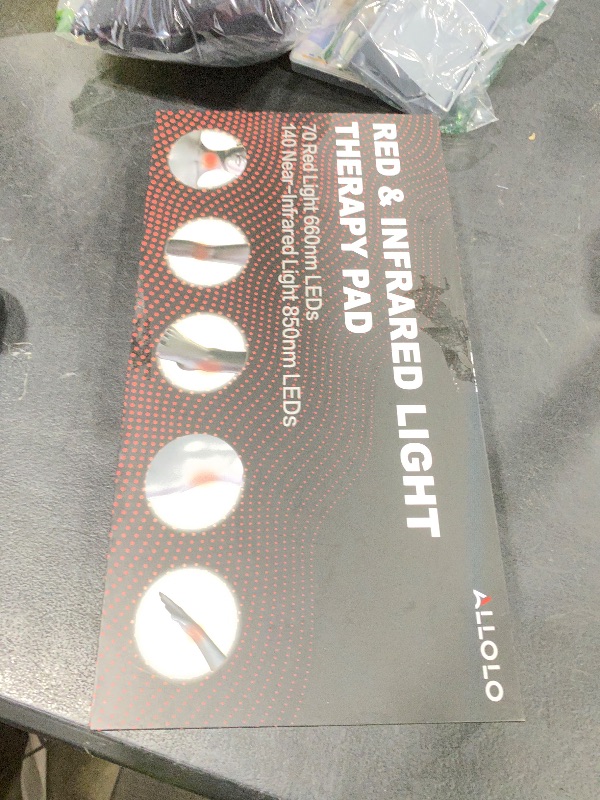 ALLOLO
RED & INFRARED LIGHT
THERAPY PAD
70 Red Light 660nm LEDs
140 Near-Infrared Light 850nm LEDs